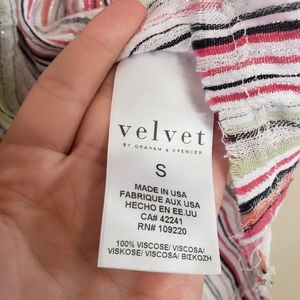 velvet
BY GRAHAM & SPENCER
S
MADE IN USA
FABRIQUE AUX USA
HECHO EN EE.UU
CA# 42241
RN# 109220
100% VISCOSE/ VISCOSA/
VISKOSE/ VISCOSA/ ΒΙΣΚΟΖΗ